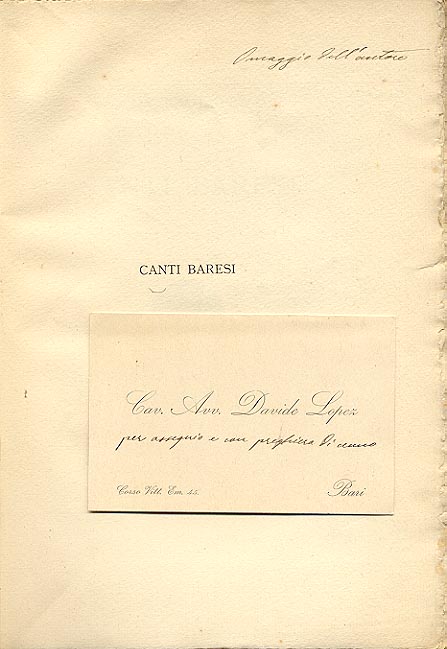 Omaggio dell'autore
CANTI BARESI
Cav. Avv. Davide Lopez
per ossequio e con preghiera di cenno
Corso Vitt. Em. 45.
Bari